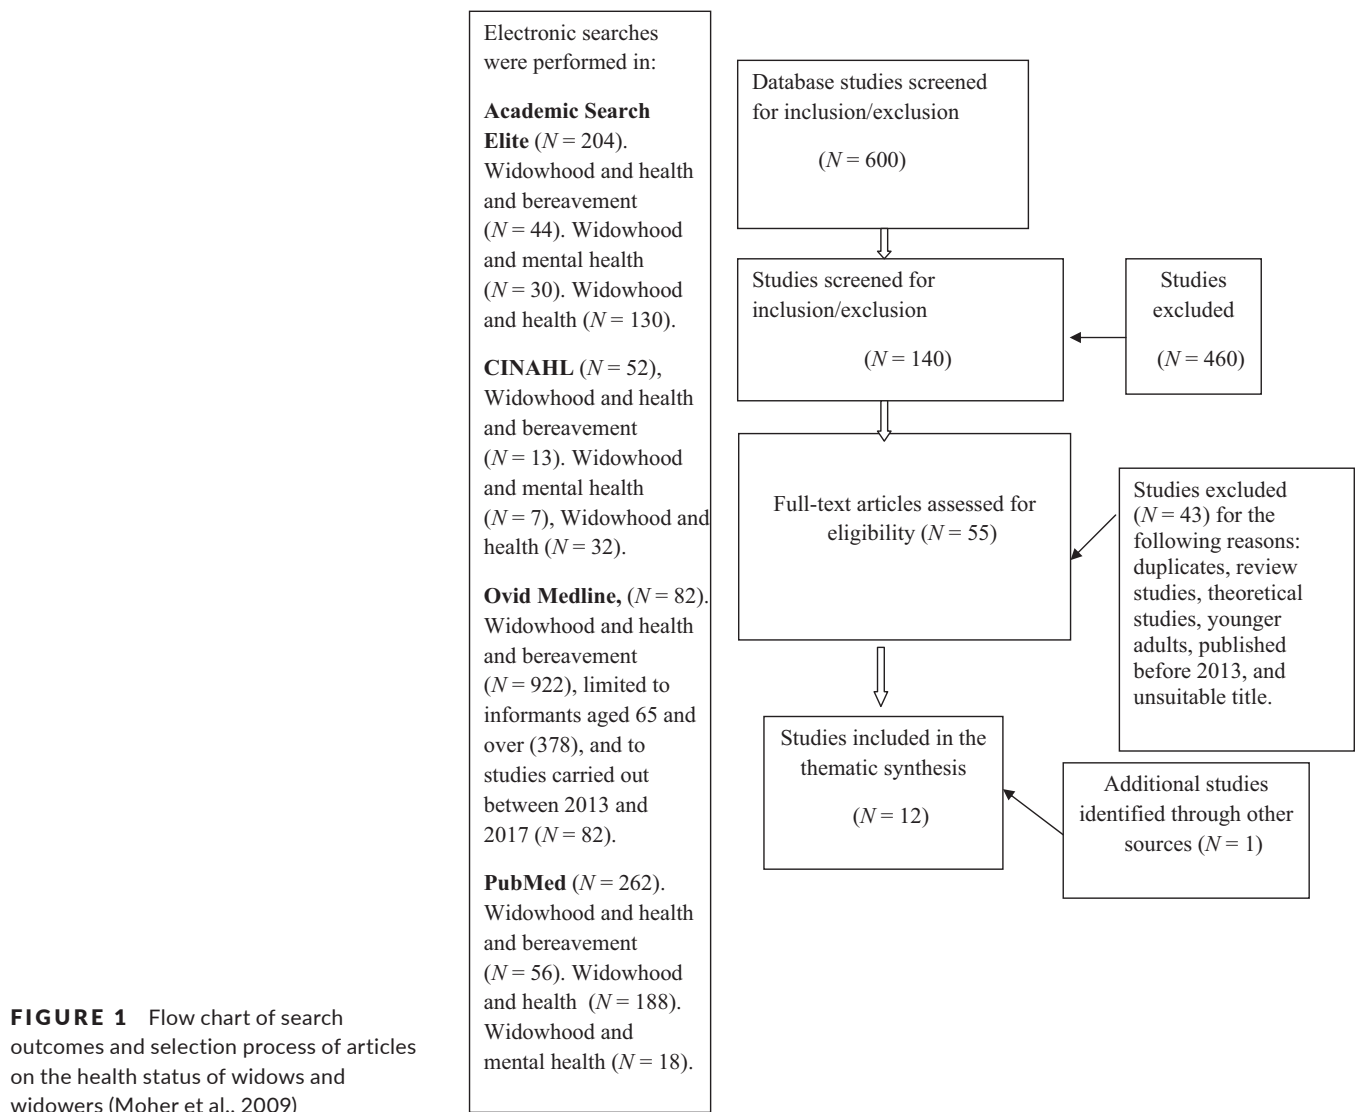 Electronic searches
were performed in:
Academic Search
Elite (N = 204).
Widowhood and health
and bereavement
(N = 44). Widowhood
and mental health
(N = 30). Widowhood
and health (N = 130).
CINAHL (N = 52),
Widowhood and health
and bereavement
(N = 13). Widowhood
and mental health
(N = 7), Widowhood and
health (N = 32).
Ovid Medline, (N = 82).
Widowhood and health
and bereavement
(N = 922), limited to
informants aged 65 and
over (378), and to
studies carried out
between 2013 and
2017 (N = 82).
PubMed (N = 262).
Widowhood and health
and bereavement
(N = 56). Widowhood
and health (N = 188).
Widowhood and
mental health (N = 18).
Database studies screened
for inclusion/exclusion
(N = 600)
Studies screened for
inclusion/exclusion
(N = 140)
Studies
excluded
(N = 460)
Full-text articles assessed for
eligibility (N = 55)
Studies excluded
(N = 43) for the
following reasons:
duplicates, review
studies, theoretical
studies, younger
adults, published
before 2013, and
unsuitable title.
Studies included in the
thematic synthesis
(N = 12)
Additional studies
identified through other
sources (N = 1)
FIGURE 1 Flow chart of search
outcomes and selection process of articles
on the health status of widows and
widowers (Moher et al., 2009)